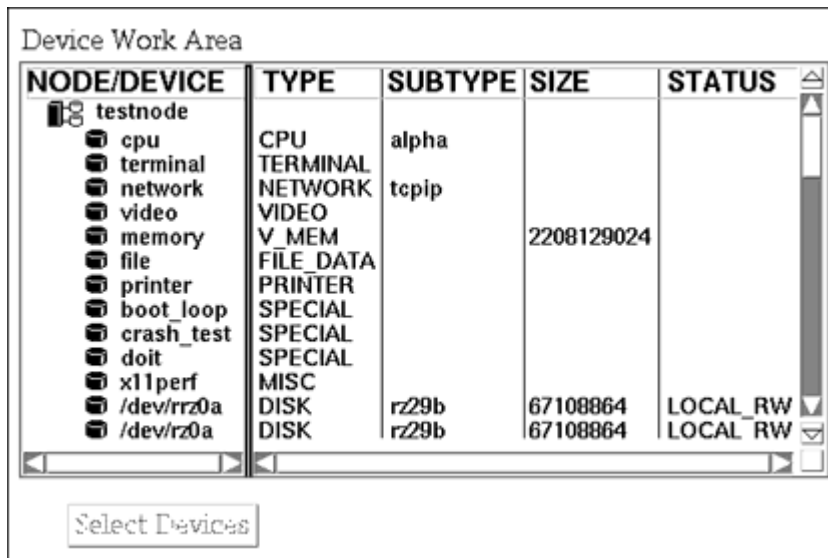 Device Work Area
NODE/DEVICE TYPE SUBTYPE SIZE STATUS
testnode
cpu CPU alpha
terminal TERMINAL
network NETWORK tcpip
video VIDEO
memory V_MEM 2208129024
file FILE_DATA
printer PRINTER
boot_loop SPECIAL
crash_test SPECIAL
doit SPECIAL
x11perf MISC
/dev/rrz0a DISK rz29b 67108864 LOCAL_RW
/dev/rz0a DISK rz29b 67108864 LOCAL_RW
Select Devices